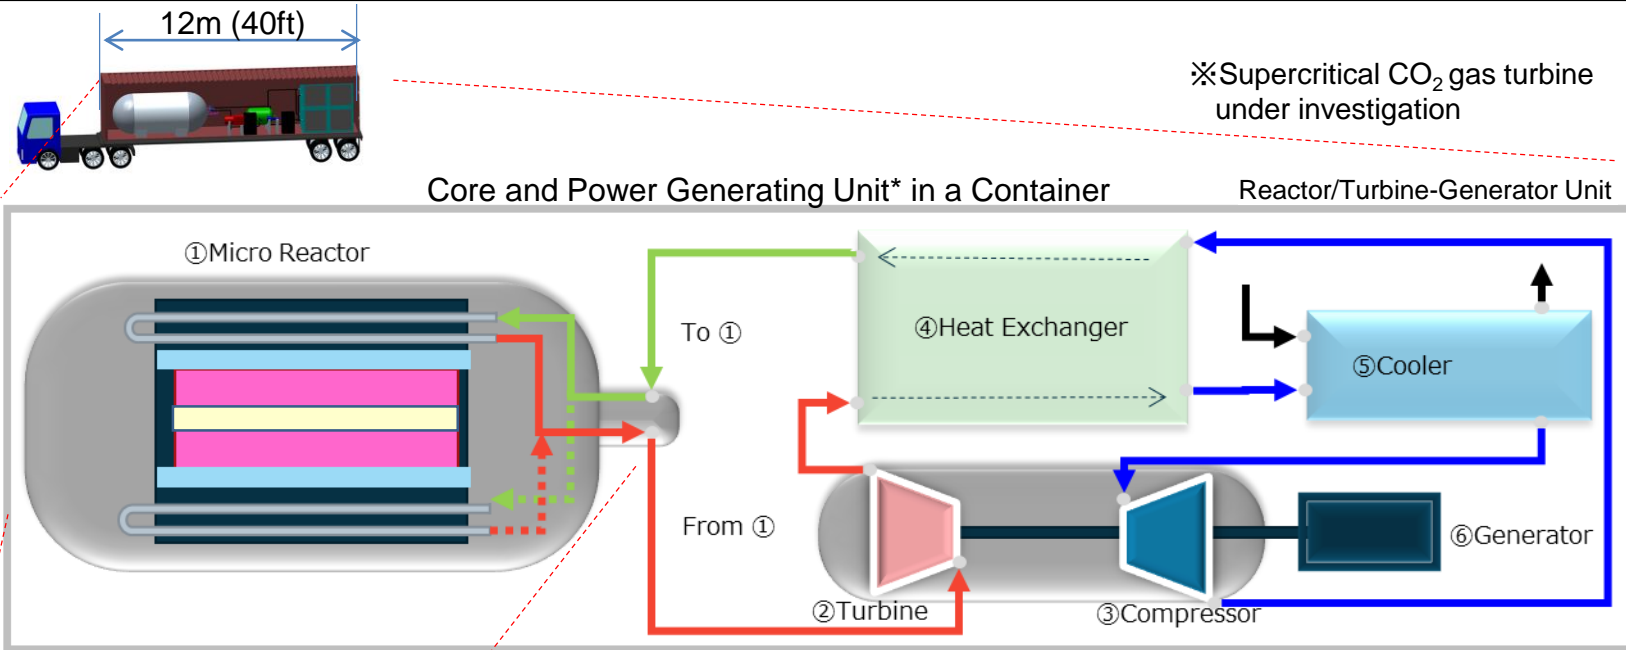 12m (40ft)
※Supercritical CO₂ gas turbine
under investigation
Core and Power Generating Unit* in a Container
Reactor/Turbine-Generator Unit
①Micro Reactor
To ①
④Heat Exchanger
⑤Cooler
From ①
⑥Generator
②Turbine
③Compressor